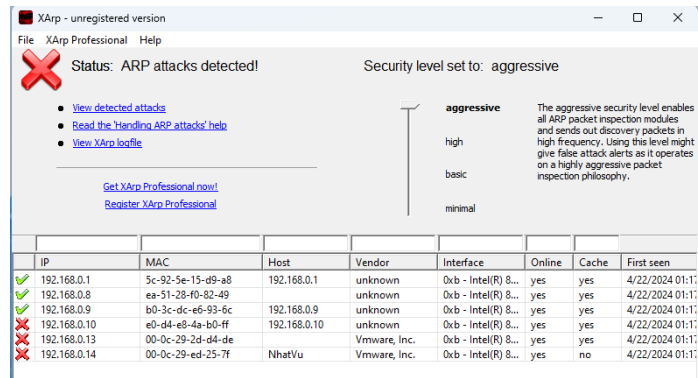 XArp - unregistered version
File XArp Professional Help
Status: ARP attacks detected!
Security level set to: aggressive
View detected attacks
Read the 'Handling ARP attacks' help
View XArp logfile
Get XArp Professional now!
Register XArp Professional
aggressive
high
basic
minimal
The aggressive security level enables
all ARP packet inspection modules
and sends out discovery packets in
high frequency. Using this level might
give false attack alerts as it operates
on a highly aggressive packet
inspection philosophy.
IP MAC Host Vendor Interface Online Cache First seen
192.168.0.1 5c-92-5e-15-d9-a8 192.168.0.1 unknown 0xb - Intel(R) 8... yes yes 4/22/2024 01:17
192.168.0.8 ea-51-28-f0-82-49 unknown 0xb - Intel(R) 8... yes yes 4/22/2024 01:17
192.168.0.9 b0-3c-dc-e6-93-6c 192.168.0.9 unknown 0xb - Intel(R) 8... yes yes 4/22/2024 01:17
192.168.0.10 e0-d4-e8-4a-b0-ff 192.168.0.10 unknown 0xb - Intel(R) 8... yes yes 4/22/2024 01:17
192.168.0.13 00-0c-29-2d-d4-de Vmware, Inc. 0xb - Intel(R) 8... yes yes 4/22/2024 01:17
192.168.0.14 00-0c-29-ed-25-7f NhatVu Vmware, Inc. 0xb - Intel(R) 8... yes no 4/22/2024 01:17